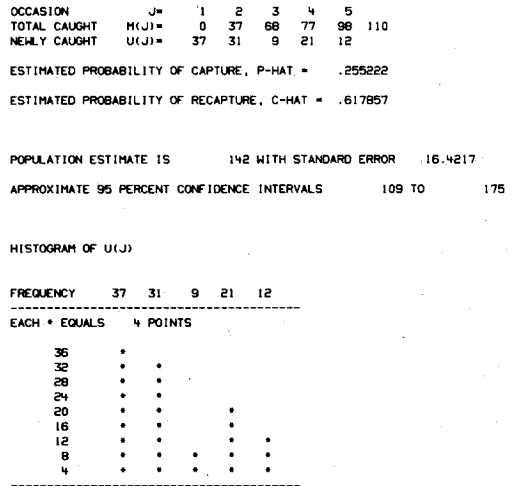 OCCASION J= 1 2 3 4 5
TOTAL CAUGHT M(J)= 0 37 68 77 98 110
NEWLY CAUGHT U(J)= 37 31 9 21 12
ESTIMATED PROBABILITY OF CAPTURE, P-HAT = .255222
ESTIMATED PROBABILITY OF RECAPTURE, C-HAT = .617857
POPULATION ESTIMATE IS 142 WITH STANDARD ERROR 16.4217
APPROXIMATE 95 PERCENT CONFIDENCE INTERVALS 109 TO 175
HISTOGRAM OF U(J)
FREQUENCY 37 31 9 21 12
------------------------------------------------
EACH * EQUALS 4 POINTS
36 *
32 * *
28 * *
24 * *
20 * * *
16 * * *
12 * * * *
8 * * * * *
4 * * * * *
------------------------------------------------